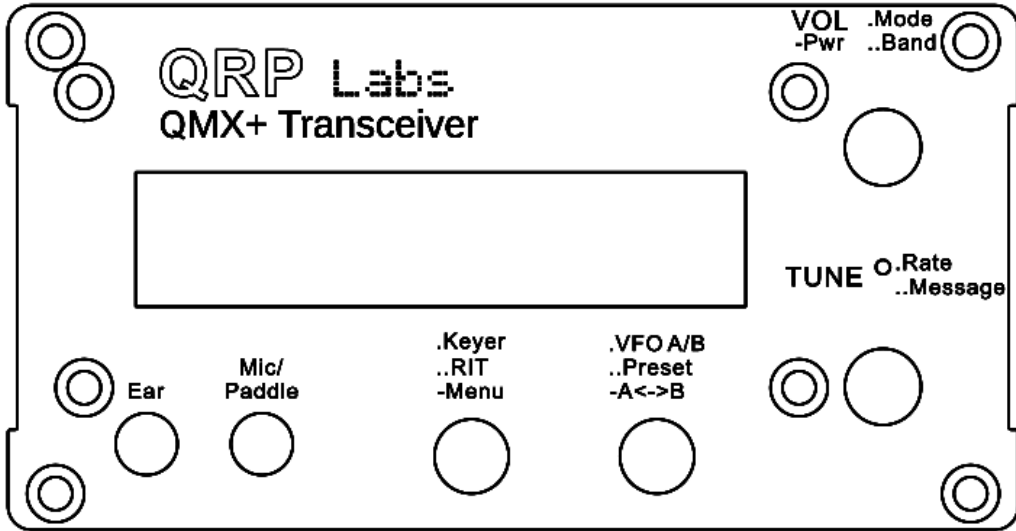 VOL .Mode
-Pwr ..Band
QRP Labs
QMX+ Transceiver
TUNE .Rate
..Message
.Keyer
..RIT
-Menu
.VFO A/B
..Preset
-A<->B
Mic/
Paddle
Ear